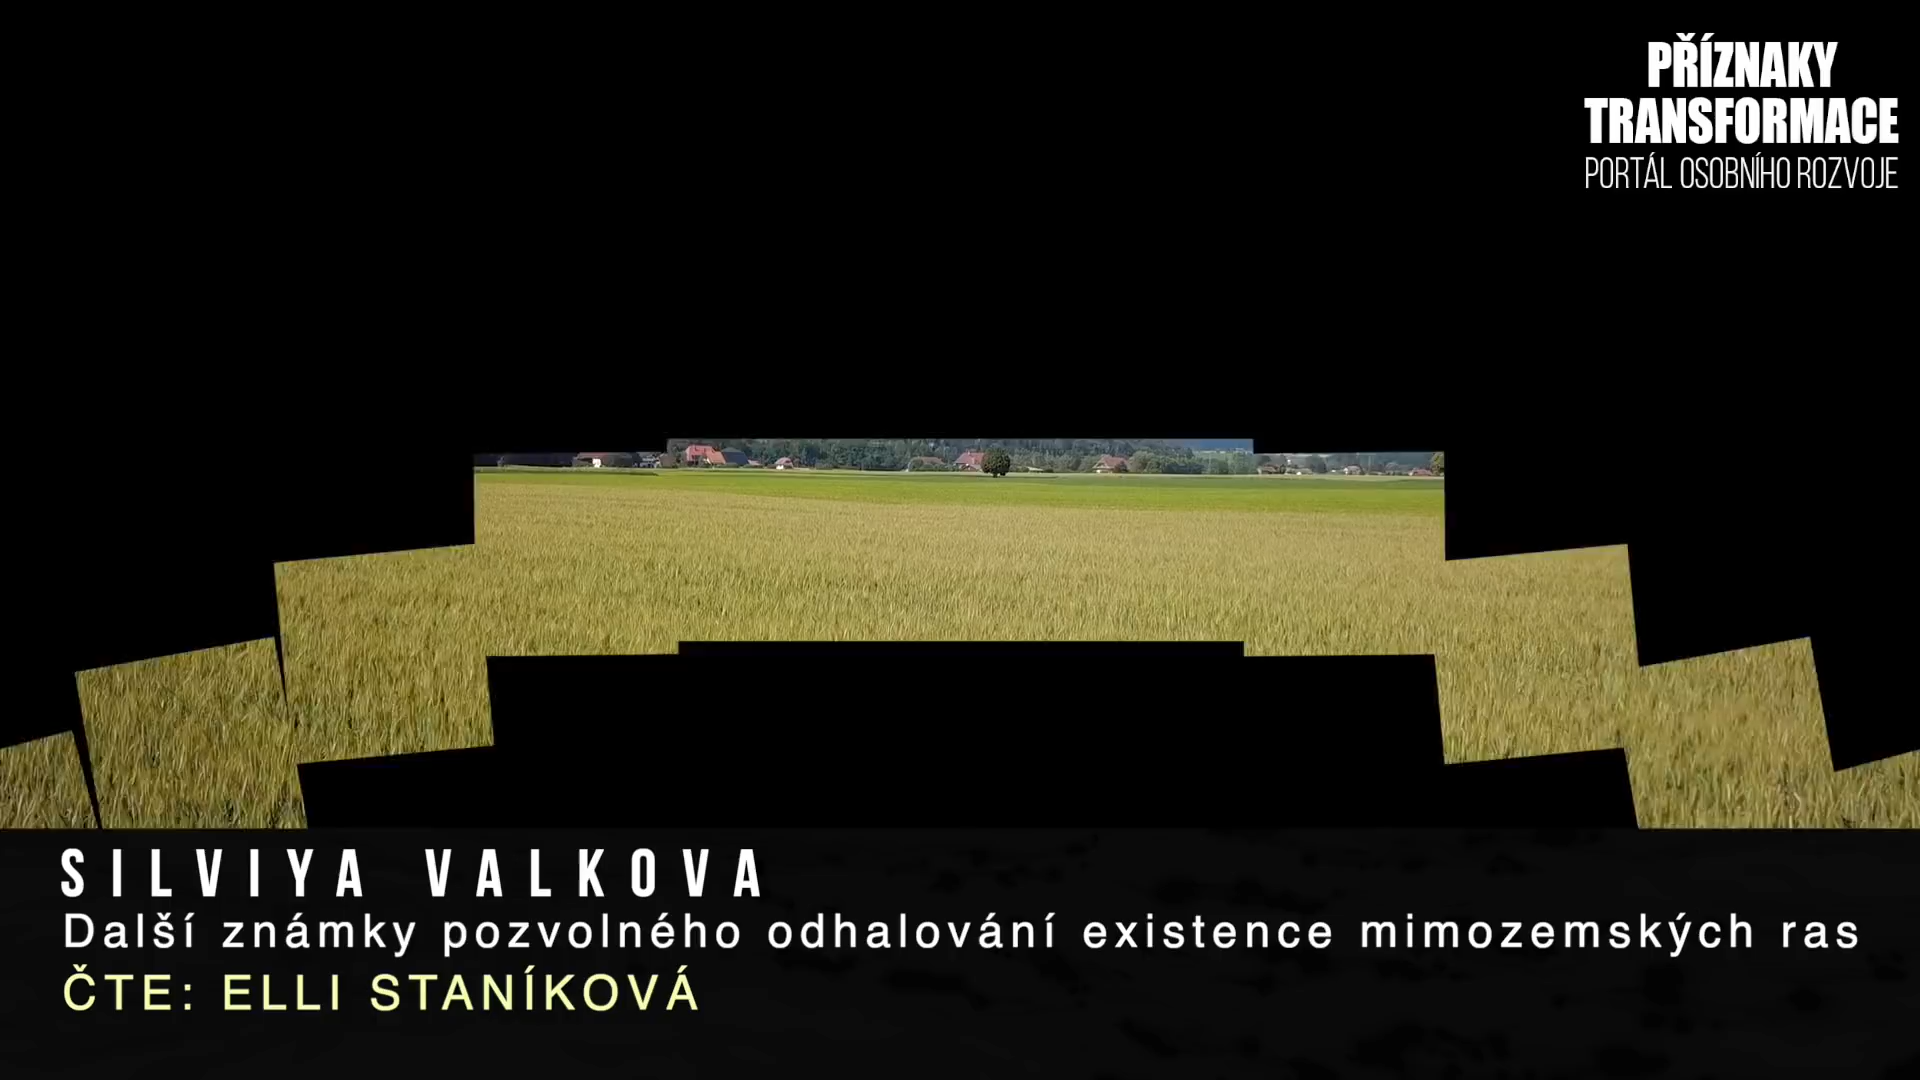 PŘÍZNAKY
TRANSFORMACE
PORTÁL OSOBNÍHO ROZVOJE
SILVIYA VALKOVA
Další známky pozvolného odhalování existence mimozemských ras
ČTE: ELLI STANÍKOVÁ